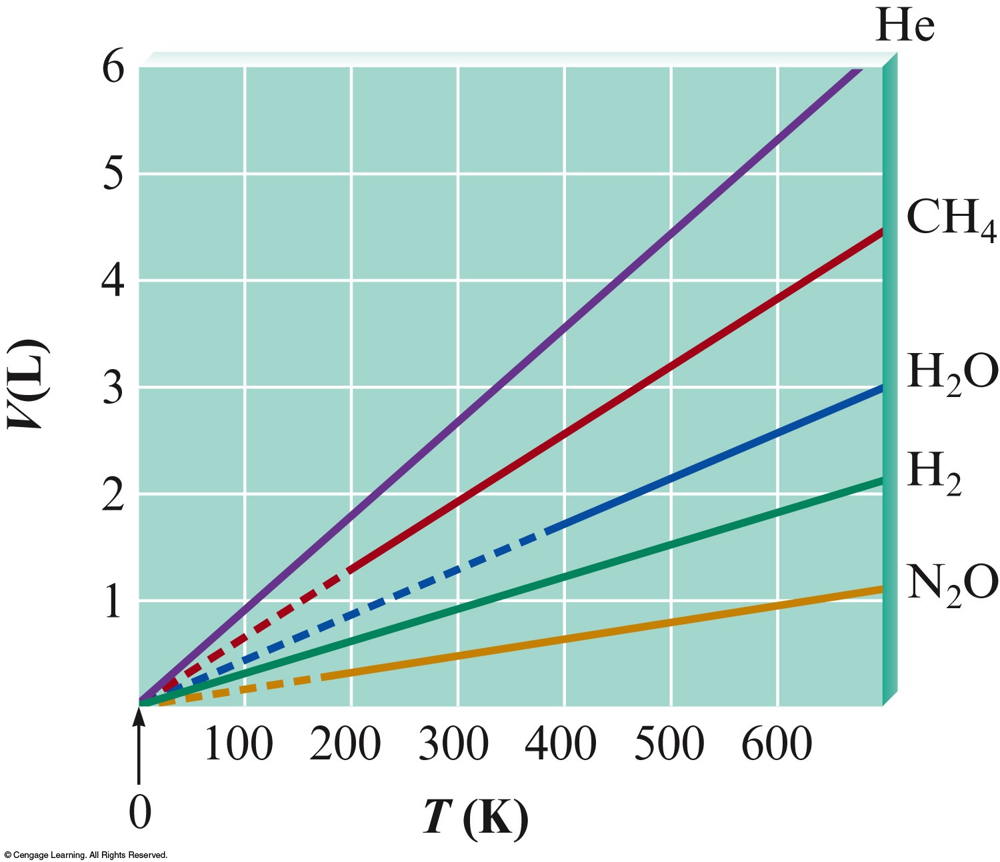 He
6
5
4
3
2
1
V(L)
CH₄
H₂O
H₂
N₂O
100 200 300 400 500 600
0
T (K)
© Cengage Learning. All Rights Reserved.